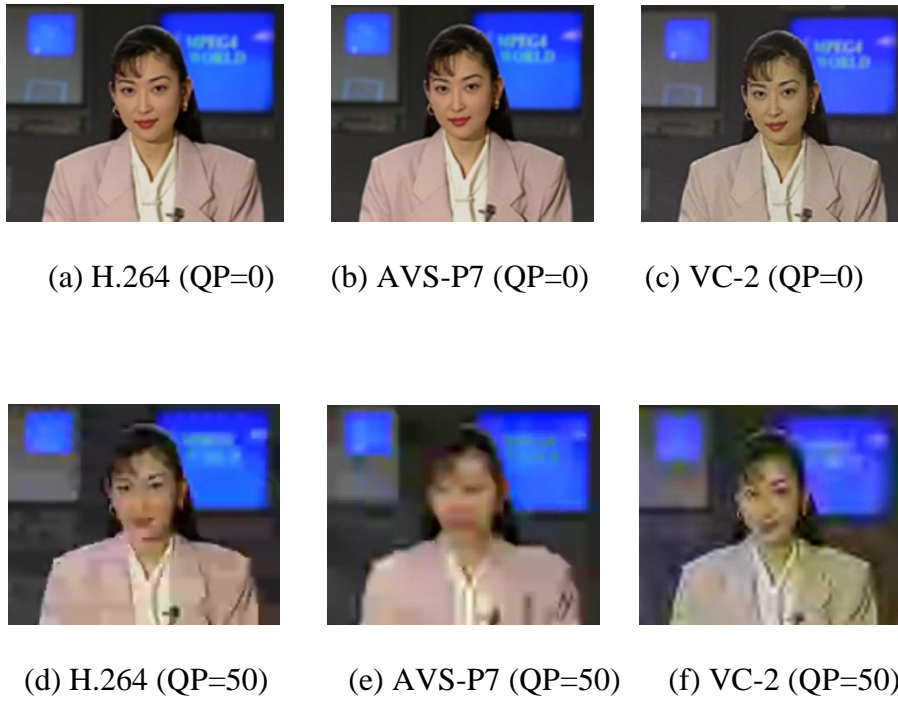 MPEG4
WORLD
MPEG4
WORLD
MPEG4
WORLD
(a) H.264 (QP=0)
(b) AVS-P7 (QP=0)
(c) VC-2 (QP=0)
(d) H.264 (QP=50)
(e) AVS-P7 (QP=50)
(f) VC-2 (QP=50)